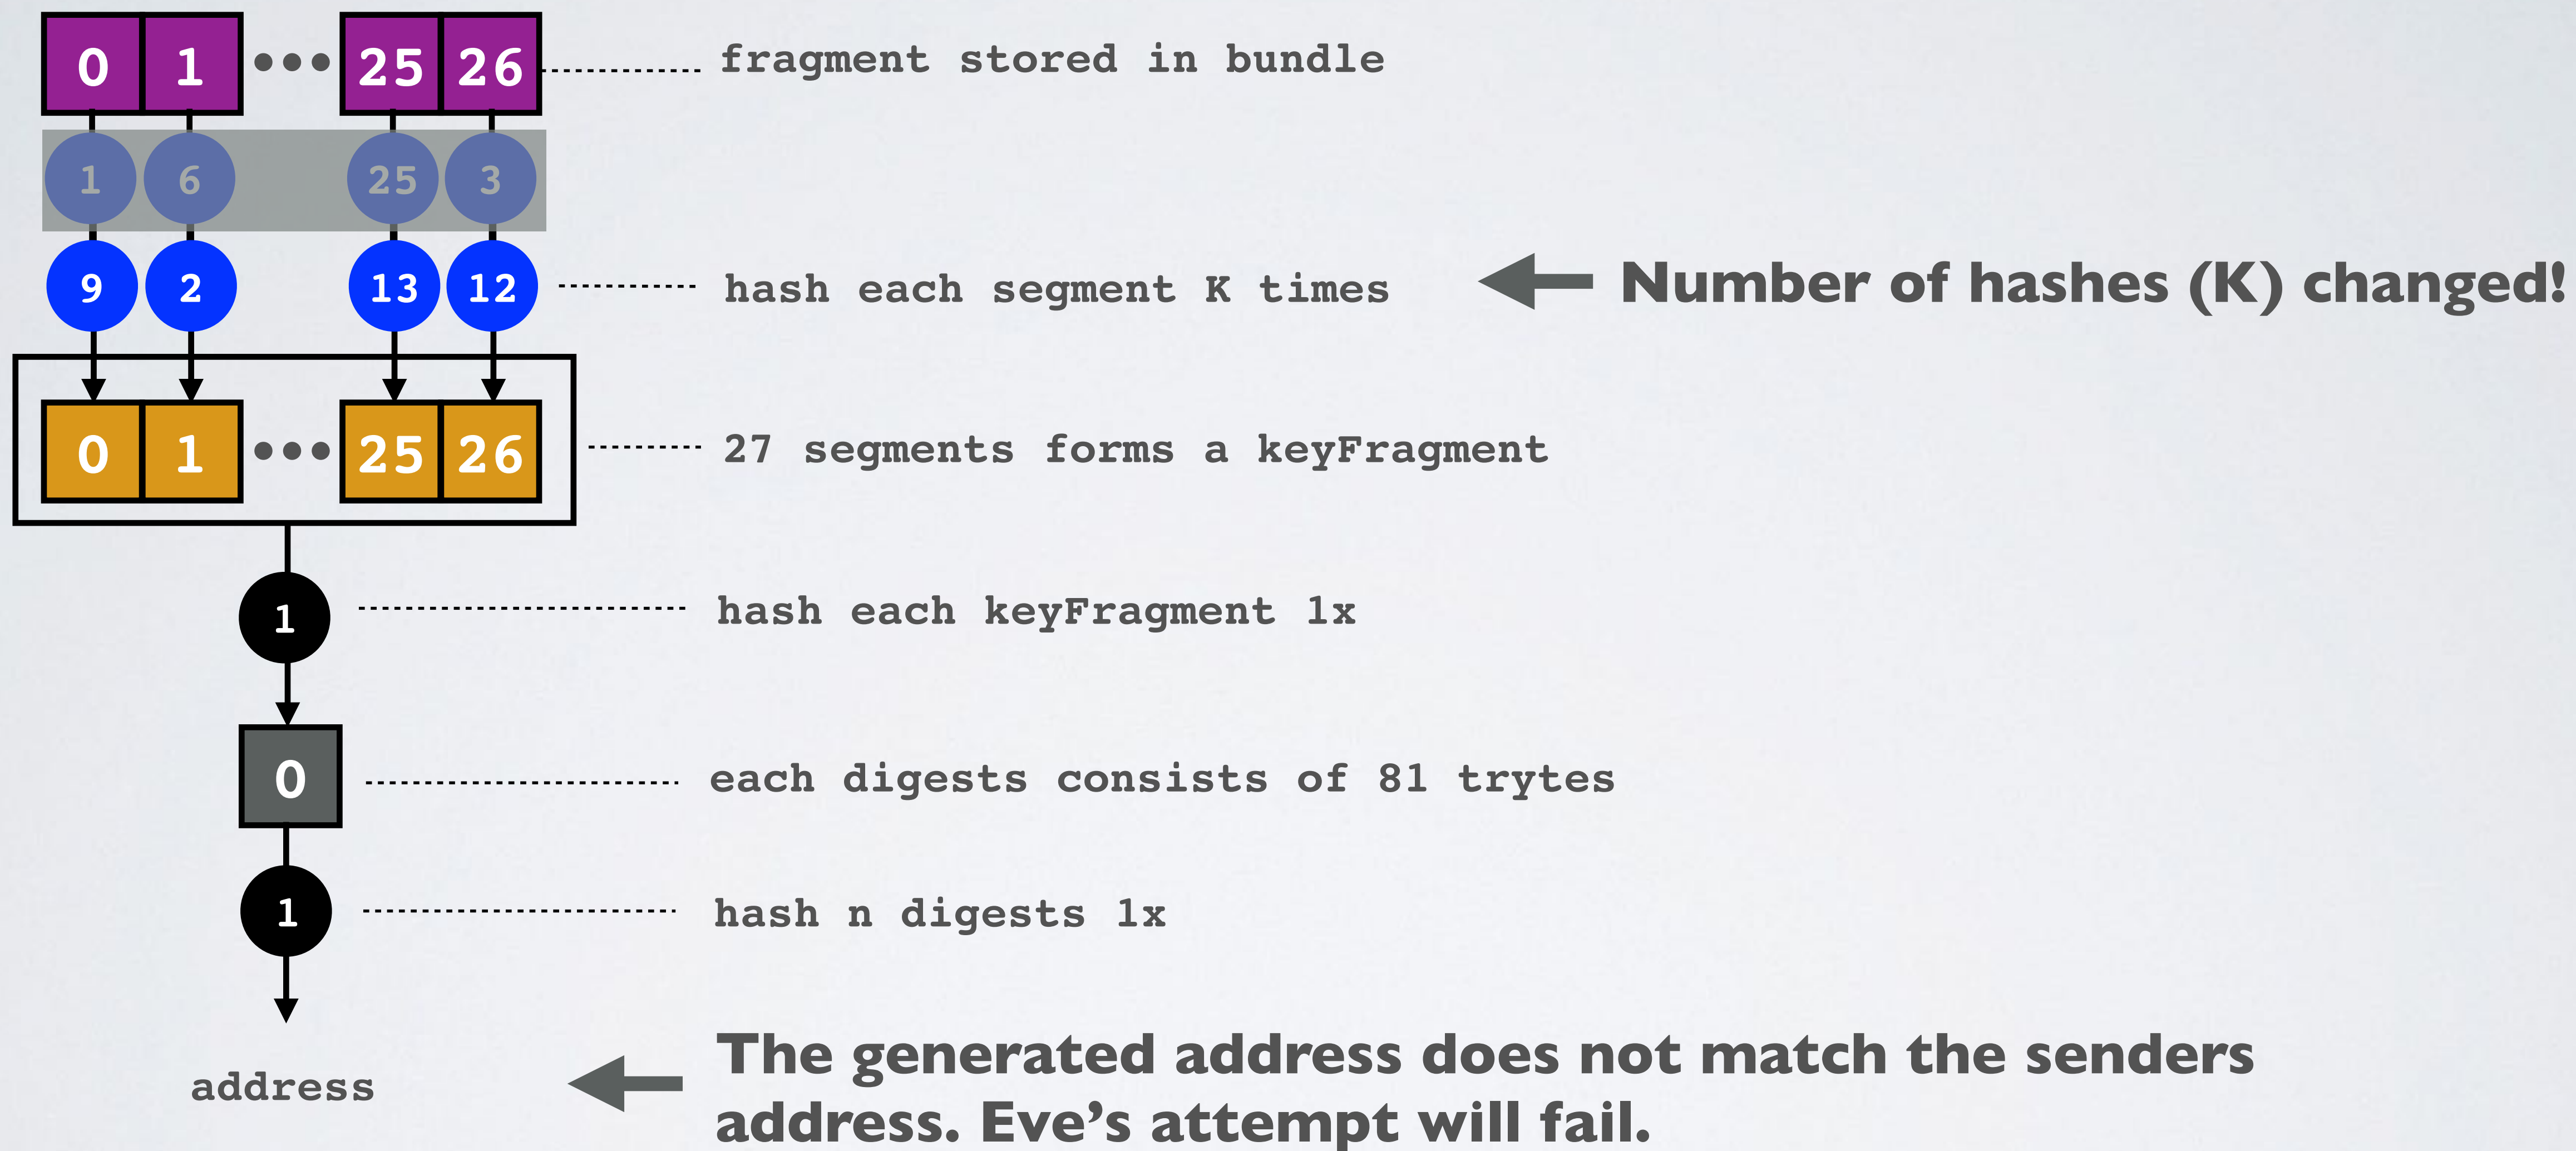 0 1 ••• 25 26 fragment stored in bundle
1 6 25 3
9 2 13 12 hash each segment K times Number of hashes (K) changed!
0 1 ••• 25 26 27 segments forms a keyFragment
1 hash each keyFragment 1x
0 each digests consists of 81 trytes
1 hash n digests 1x
address The generated address does not match the senders
address. Eve’s attempt will fail.